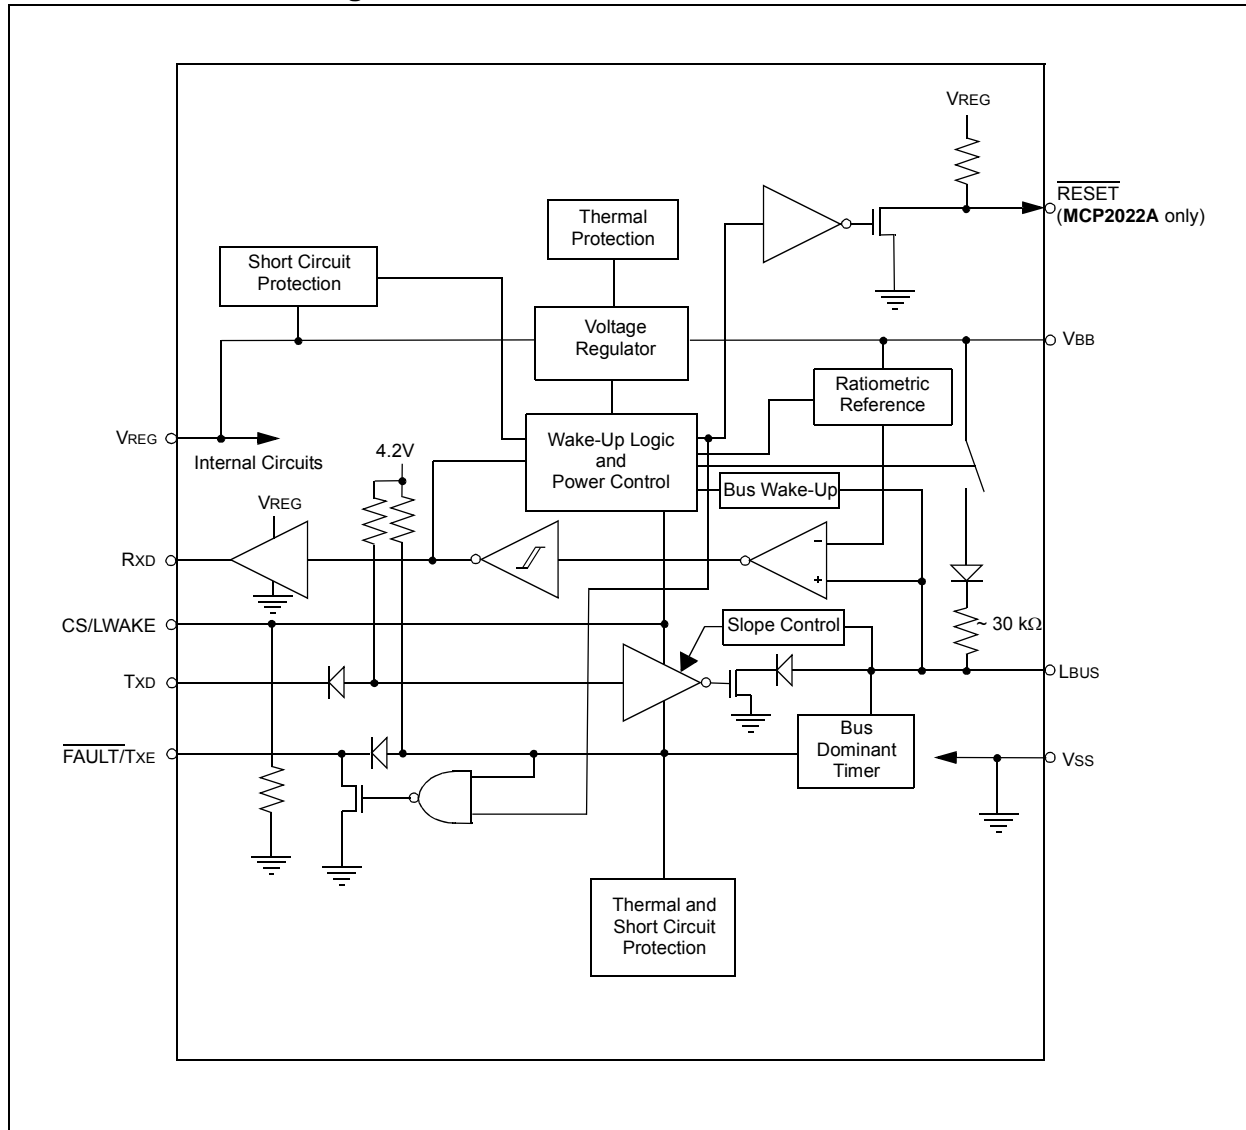 VREG
RESET
(MCP2022A only)
Thermal
Protection
Short Circuit
Protection
Voltage
Regulator
VBB
Ratiometric
Reference
VREG
Internal Circuits
4.2V
Wake-Up Logic
and
Power Control
Bus Wake-Up
VREG
RXD
−
+
CS/LWAKE
Slope Control
~ 30 kΩ
TXD
LBUS
FAULT/TXE
Bus
Dominant
Timer
VSS
Thermal and
Short Circuit
Protection